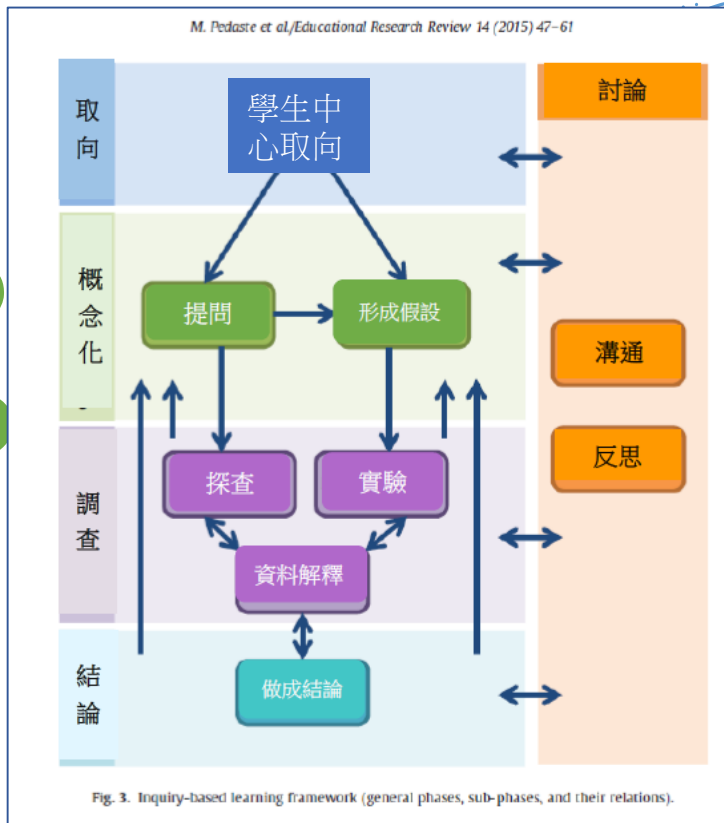 M. Pedaste et al./Educational Research Review 14 (2015) 47–61
取
向
學生中
心取向
討論
概
念
化
提問
形成假設
溝通
反思
調
查
探查
實驗
資料解釋
結
論
做成結論
Fig. 3. Inquiry-based learning framework (general phases, sub-phases, and their relations).